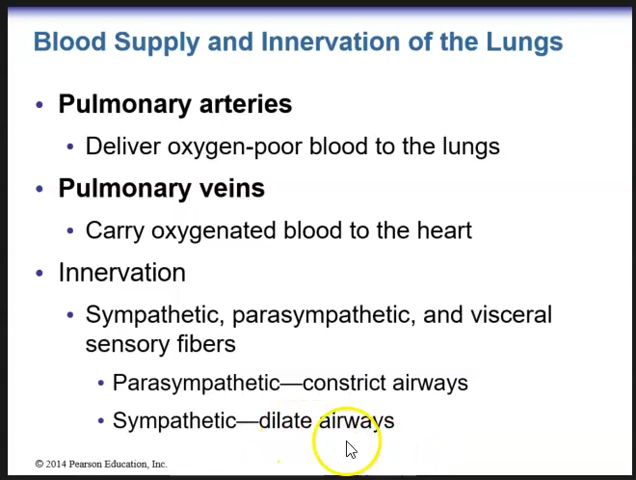 Blood Supply and Innervation of the Lungs
• Pulmonary arteries
• Deliver oxygen-poor blood to the lungs
• Pulmonary veins
• Carry oxygenated blood to the heart
• Innervation
• Sympathetic, parasympathetic, and visceral
sensory fibers
• Parasympathetic—constrict airways
• Sympathetic—dilate airways
© 2014 Pearson Education, Inc.